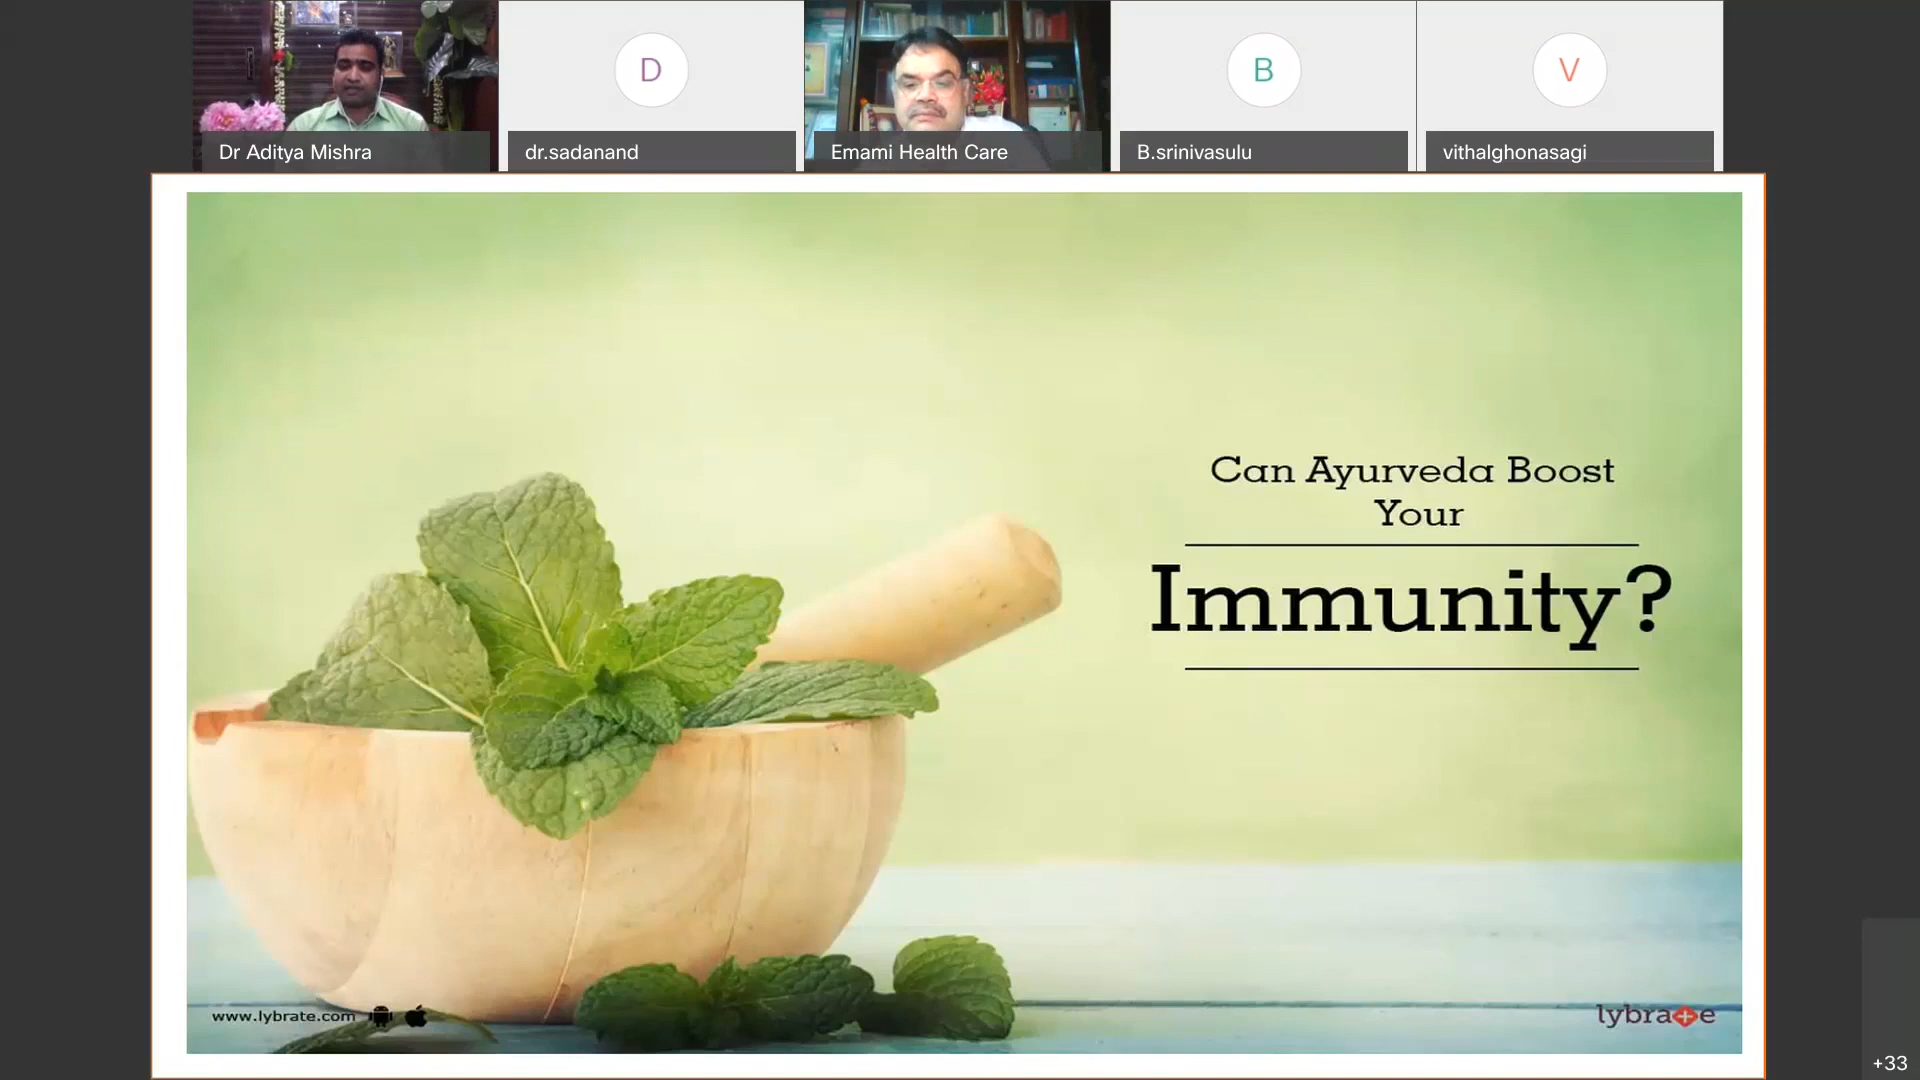 Dr Aditya Mishra
D
dr.sadanand
Emami Health Care
B
B.srinivasulu
V
vithalghonasagi
Can Ayurveda Boost
Your
Immunity?
www.lybrate.com
lybrate
+33